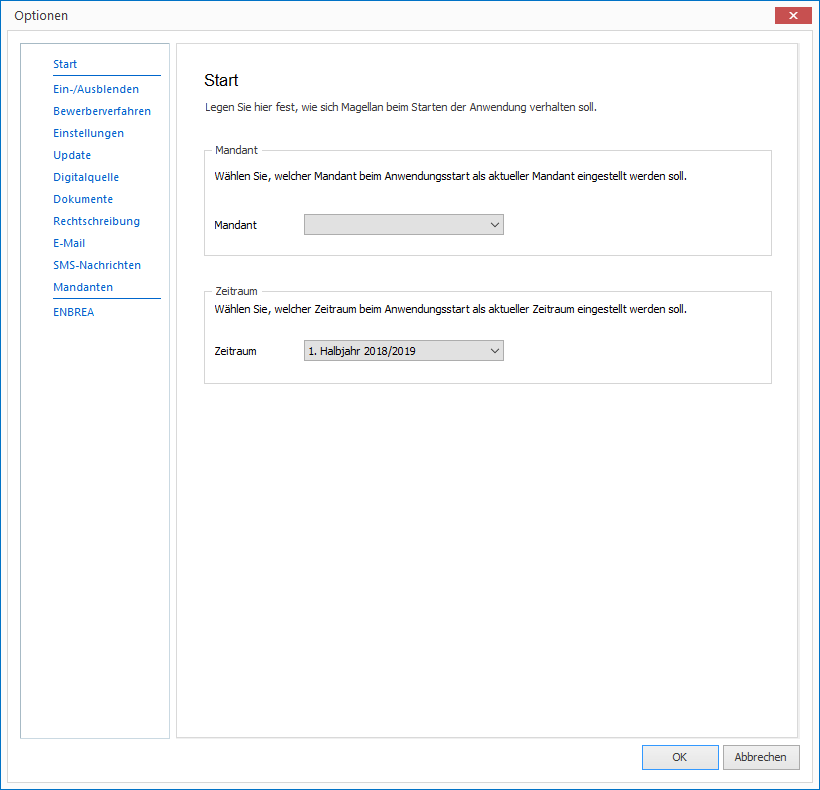 Optionen
Start
Ein-/Ausblenden
Bewerberverfahren
Einstellungen
Update
Digitalquelle
Dokumente
Rechtschreibung
E-Mail
SMS-Nachrichten
Mandanten
ENBREA
Start
Legen Sie hier fest, wie sich Magellan beim Starten der Anwendung verhalten soll.
Mandant
Wählen Sie, welcher Mandant beim Anwendungsstart als aktueller Mandant eingestellt werden soll.
Mandant
Zeitraum
Wählen Sie, welcher Zeitraum beim Anwendungsstart als aktueller Zeitraum eingestellt werden soll.
Zeitraum 1. Halbjahr 2018/2019
OK Abbrechen